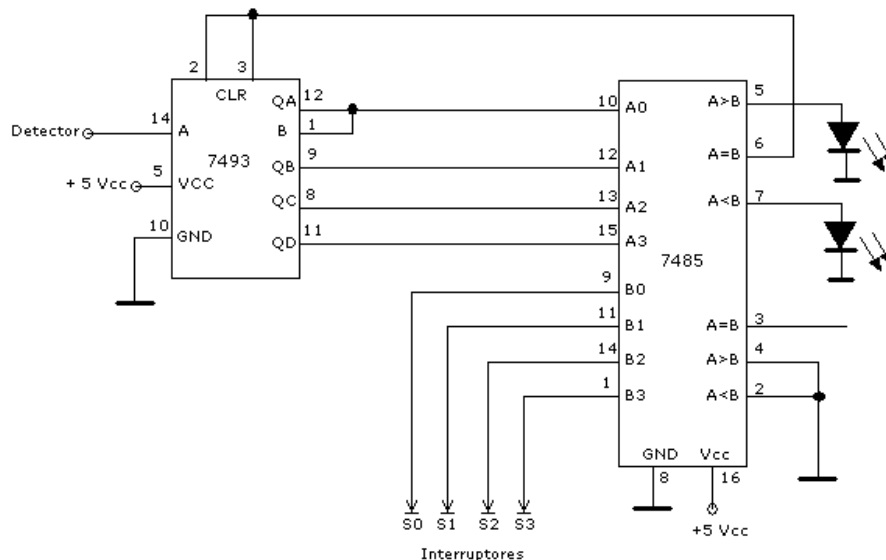 2 3
CLR
Detector
14 A
QA 12
B 1
7493
QB 9
+ 5 Vcc
5 VCC
QC 8
10 GND
QD 11
10 A0
12 A1
13 A2
15 A3
9 B0
11 B1
14 B2
1 B3
7485
A>B 5
A=B 6
A<B 7
A=B 3
A>B 4
A<B 2
GND Vcc
8 16
+5 Vcc
S0 S1 S2 S3
Interruptores